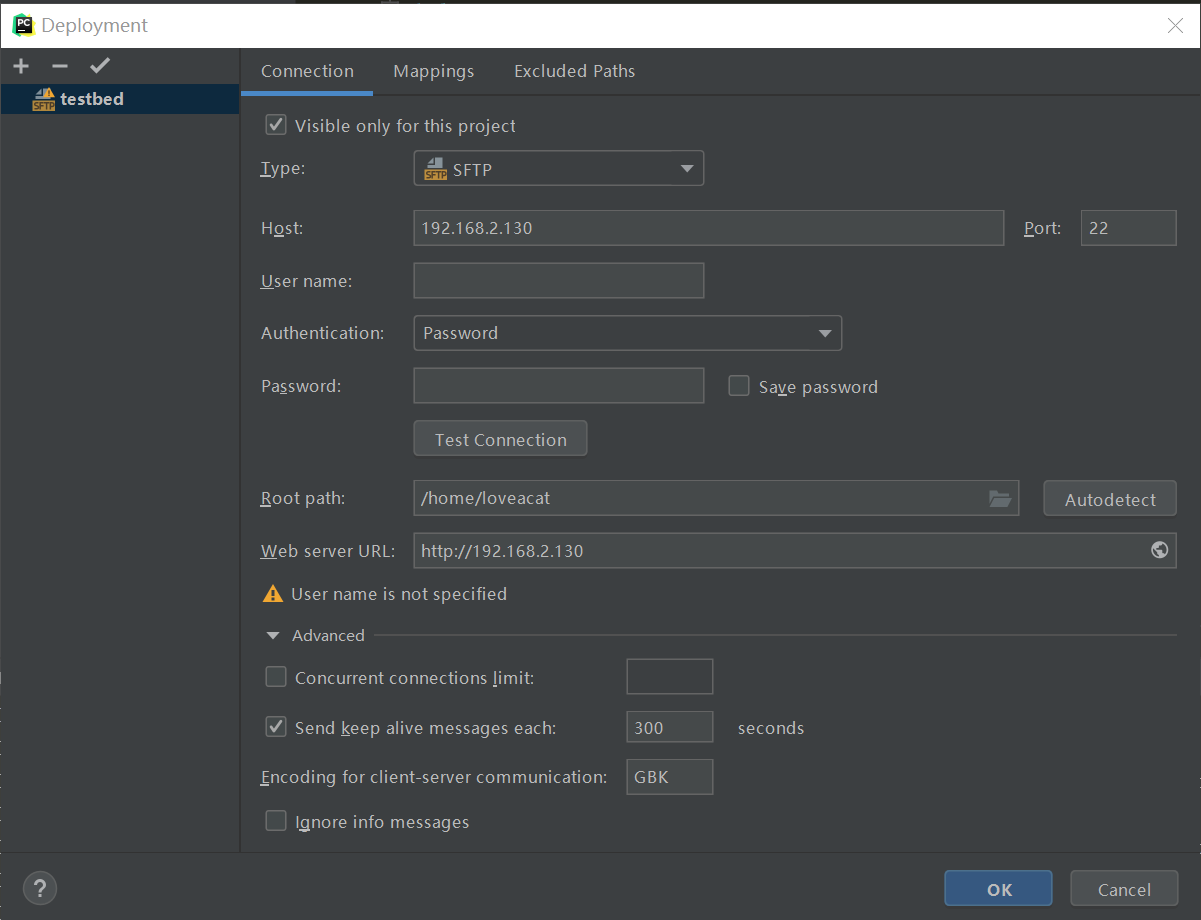 PC Deployment
SFTP testbed
Connection Mappings Excluded Paths
Visible only for this project
Type: SFTP SFTP
Host: 192.168.2.130 Port: 22
User name:
Authentication: Password
Password: Save password
Test Connection
Root path: /home/loveacat Autodetect
Web server URL: http://192.168.2.130
User name is not specified
Advanced
Concurrent connections limit:
Send keep alive messages each: 300 seconds
Encoding for client-server communication: GBK
Ignore info messages
? OK Cancel